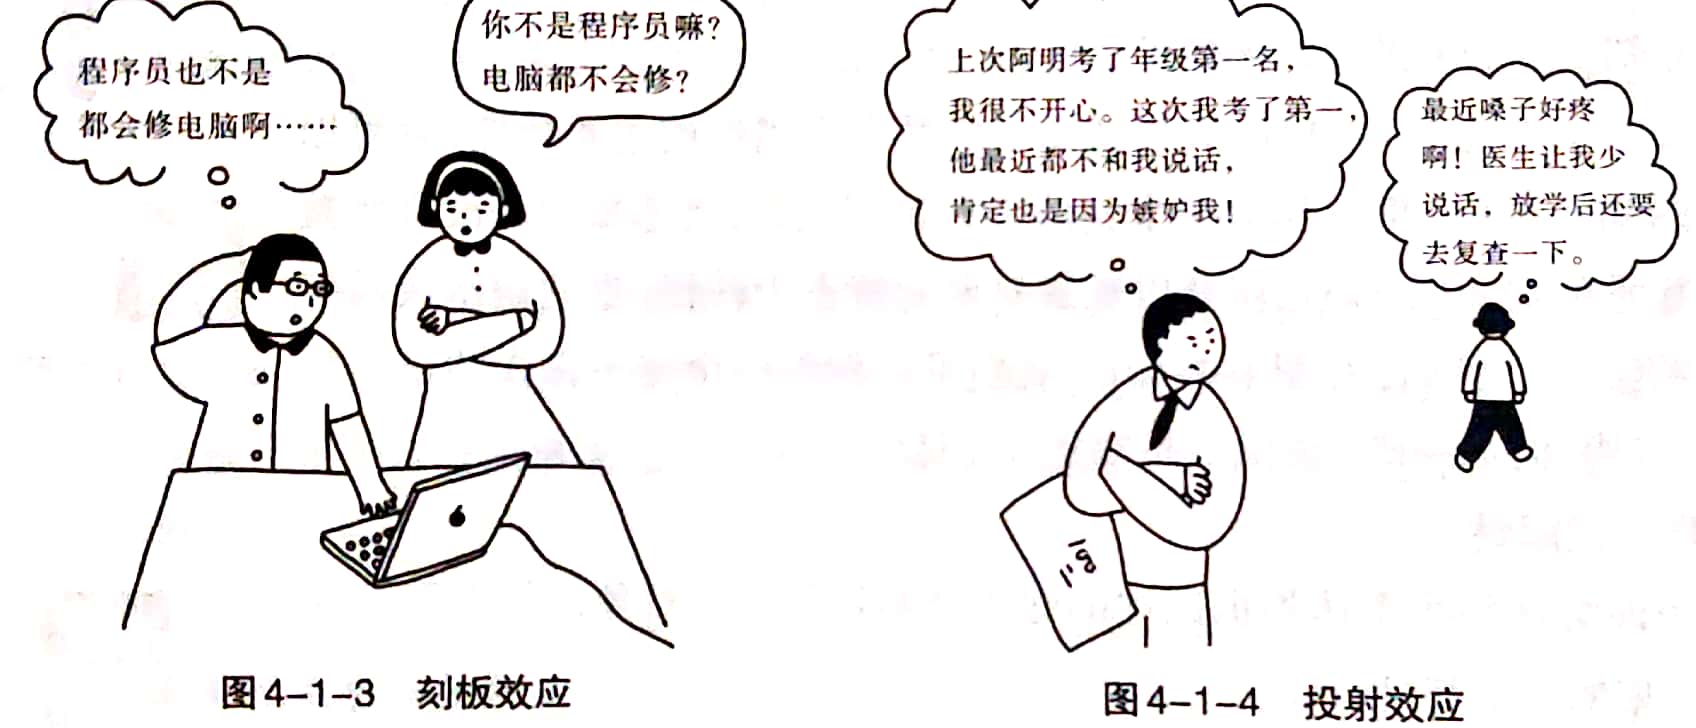 程序员也不是
都会修电脑啊……
你不是程序员嘛？
电脑都不会修？
图4-1-3 刻板效应
上次阿明考了年级第一名，
我很不开心。这次我考了第一，
他最近都不和我说话，
肯定也是因为嫉妒我！
最近嗓子好疼
啊！医生让我少
说话，放学后还要
去复查一下。
图4-1-4 投射效应